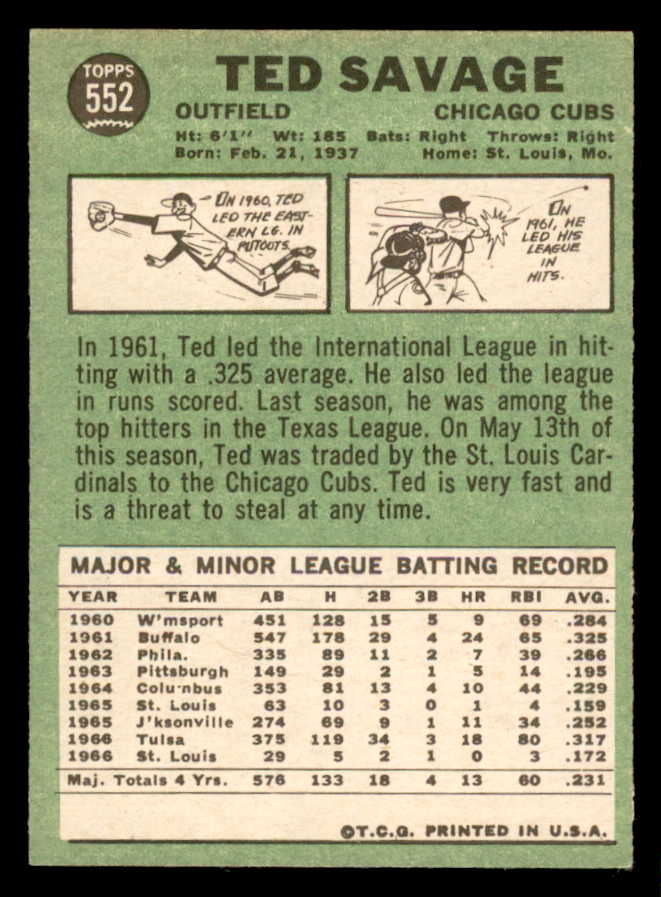 TOPPS
552
TED SAVAGE
OUTFIELD CHICAGO CUBS
Ht: 6'1" Wt: 185 Bats: Right Throws: Right
Born: Feb. 21, 1937 Home: St. Louis, Mo.
ON 1960, TED
LED THE EAST-
ERN LG. IN
PUTOUTS.
ON
1961, HE
LED HIS
LEAGUE
IN
HITS.
In 1961, Ted led the International League in hit-
ting with a .325 average. He also led the league
in runs scored. Last season, he was among the
top hitters in the Texas League. On May 13th of
this season, Ted was traded by the St. Louis Car-
dinals to the Chicago Cubs. Ted is very fast and
is a threat to steal at any time.
MAJOR & MINOR LEAGUE BATTING RECORD
YEAR TEAM AB H 2B 3B HR RBI AVG.
1960 W'msport 451 128 15 5 9 69 .284
1961 Buffalo 547 178 29 4 24 65 .325
1962 Phila. 335 89 11 2 7 39 .266
1963 Pittsburgh 149 29 2 1 5 14 .195
1964 Columbus 353 81 13 4 10 44 .229
1965 St. Louis 63 10 3 0 1 4 .159
1965 J'ksonville 274 69 9 1 11 34 .252
1966 Tulsa 375 119 34 3 18 80 .317
1966 St. Louis 29 5 2 1 0 3 .172
Maj. Totals 4 Yrs. 576 133 18 4 13 60 .231
©T.C.G. PRINTED IN U.S.A.